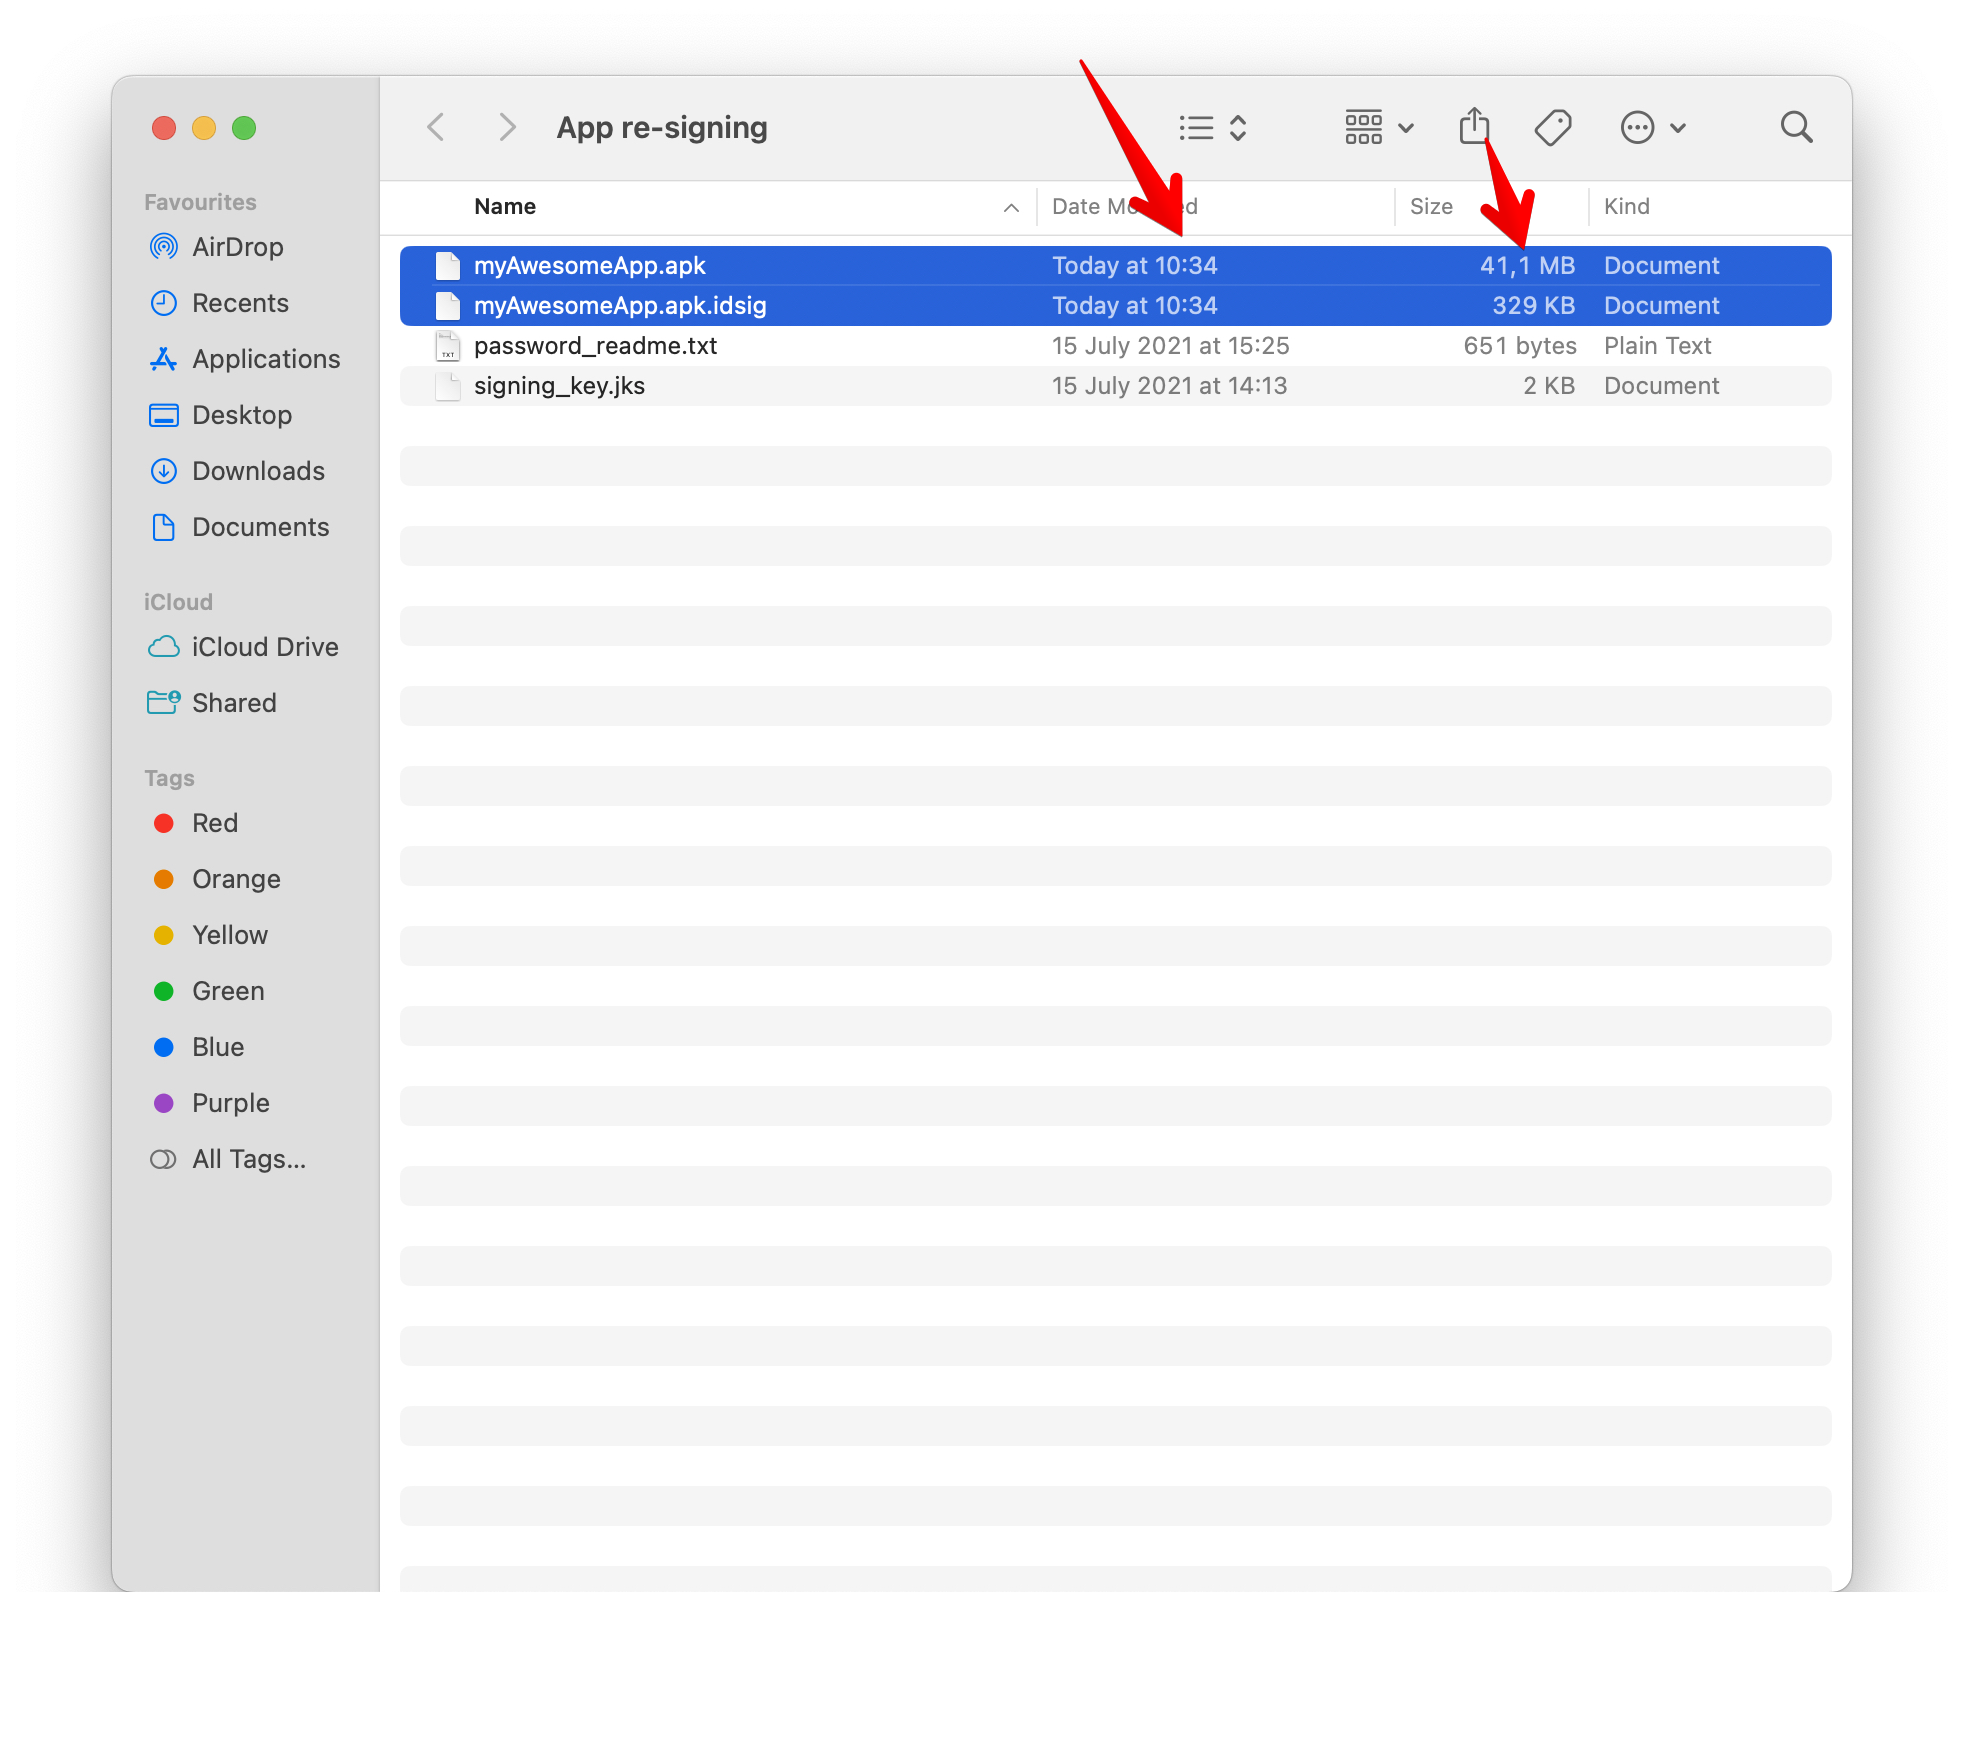 App re-signing
Favourites
AirDrop
Recents
Applications
Desktop
Downloads
Documents
iCloud
iCloud Drive
Shared
Tags
Red
Orange
Yellow
Green
Blue
Purple
All Tags...
Name Date Size Kind
myAwesomeApp.apk Today at 10:34 41,1 MB Document
myAwesomeApp.apk.idsig Today at 10:34 329 KB Document
password_readme.txt 15 July 2021 at 15:25 651 bytes Plain Text
TXT
signing_key.jks 15 July 2021 at 14:13 2 KB Document